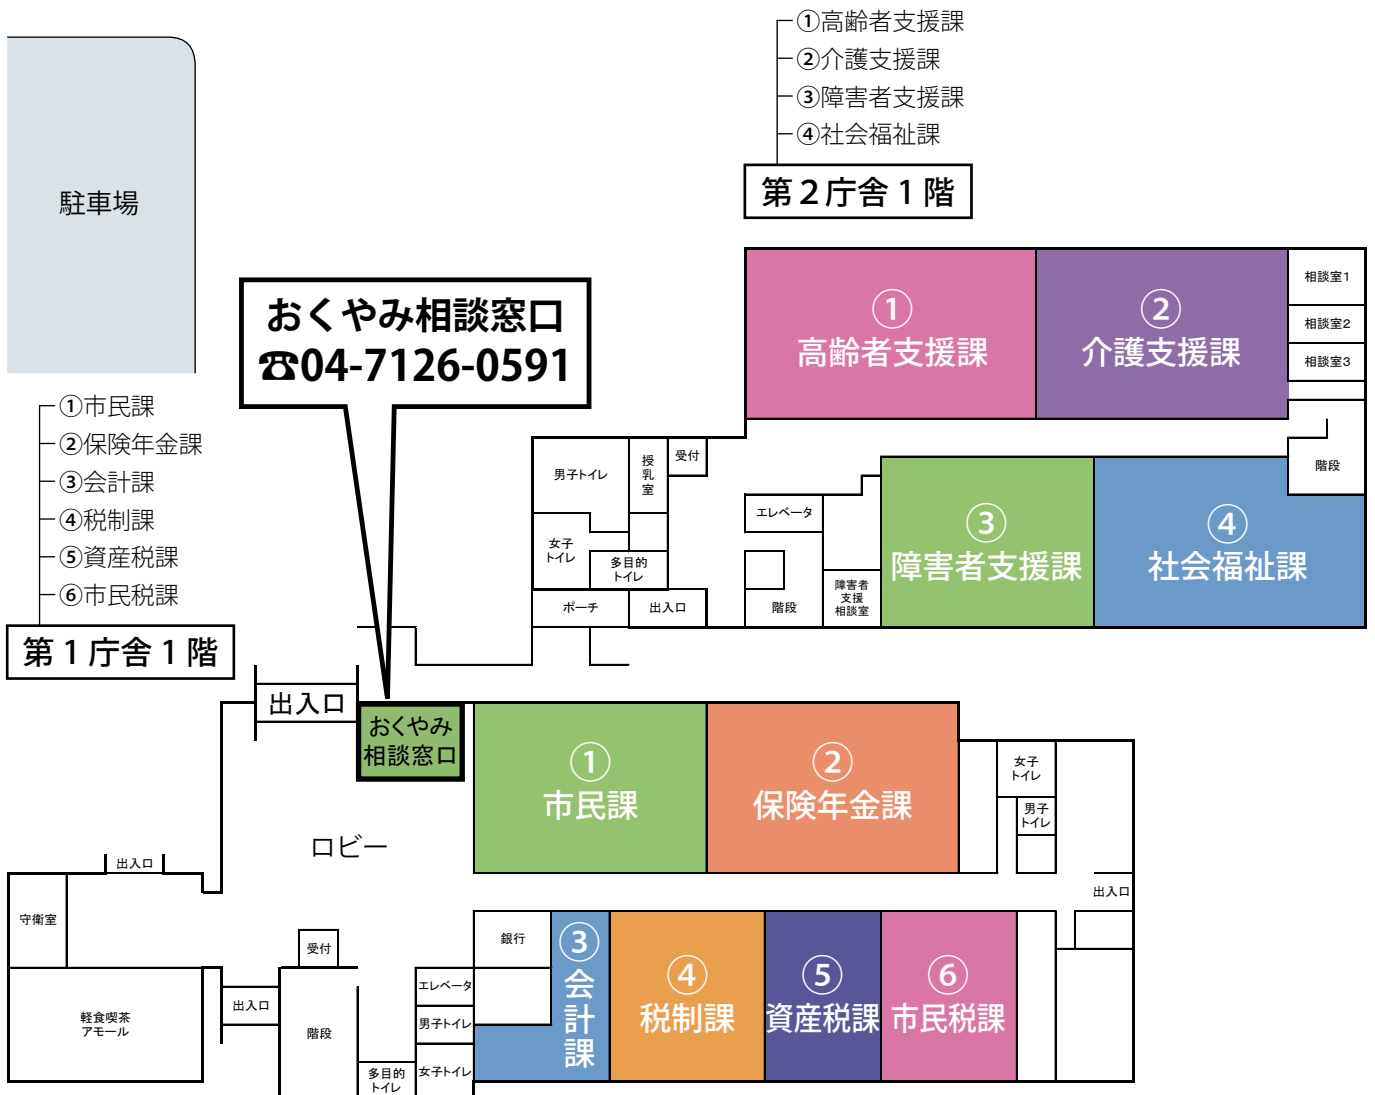 ①高齢者支援課
②介護支援課
③障害者支援課
④社会福祉課
第２庁舎１階
駐車場
おくやみ相談窓口
☎04-7126-0591
①市民課
②保険年金課
③会計課
④税制課
⑤資産税課
⑥市民税課
第１庁舎１階
①
高齢者支援課
②
介護支援課
相談室1
相談室2
相談室3
階段
男子トイレ
授乳室
受付
女子
トイレ
多目的
トイレ
ポーチ
出入口
エレベータ
階段
障害者
支援
相談室
③
障害者支援課
④
社会福祉課
出入口
おくやみ
相談窓口
①
市民課
②
保険年金課
女子
トイレ
男子
トイレ
ロビー
出入口
出入口
守衛室
受付
銀行
③
会計課
④
税制課
⑤
資産税課
⑥
市民税課
軽食喫茶
アモール
出入口
階段
エレベータ
男子トイレ
女子トイレ
多目的
トイレ